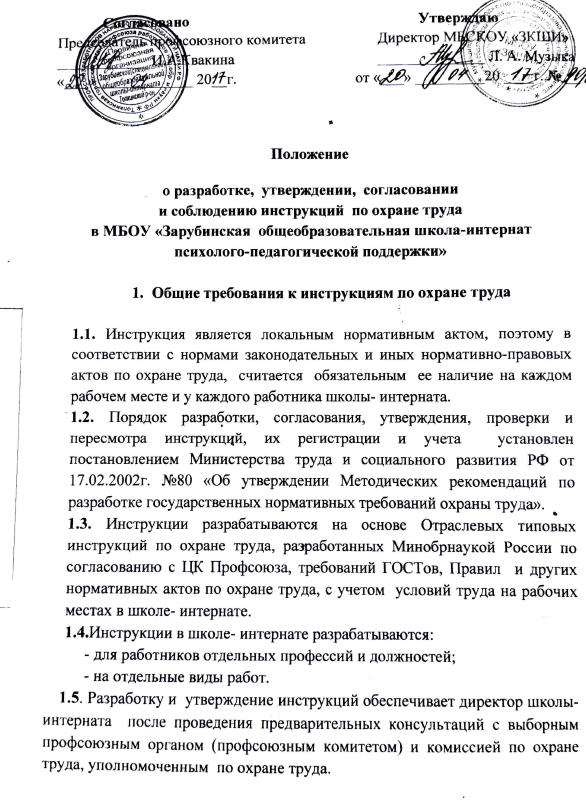 Согласовано
Председатель профсоюзного комитета
И.И. Квакина
2017 г.
Утверждаю
Директор МБСКОУ «ЗКШИ»
Л. А. Музыка
от «20» 04 2017 г. №
Положение
о разработке, утверждении, согласовании
и соблюдению инструкций по охране труда
в МБОУ «Зарубинская общеобразовательная школа-интернат
психолого-педагогической поддержки»
1. Общие требования к инструкциям по охране труда
1.1. Инструкция является локальным нормативным актом, поэтому в
соответствии с нормами законодательных и иных нормативно-правовых
актов по охране труда, считается обязательным ее наличие на каждом
рабочем месте и у каждого работника школы- интерната.
1.2. Порядок разработки, согласования, утверждения, проверки и
пересмотра инструкций, их регистрации и учета установлен
постановлением Министерства труда и социального развития РФ от
17.02.2002г. №80 «Об утверждении Методических рекомендаций по
разработке государственных нормативных требований охраны труда».
1.3. Инструкции разрабатываются на основе Отраслевых типовых
инструкций по охране труда, разработанных Минобрнаукой России по
согласованию с ЦК Профсоюза, требований ГОСТов, Правил и других
нормативных актов по охране труда, с учетом условий труда на рабочих
местах в школе- интернате.
1.4.Инструкции в школе- интернате разрабатываются:
- для работников отдельных профессий и должностей;
- на отдельные виды работ.
1.5. Разработку и утверждение инструкций обеспечивает директор школы-
интерната после проведения предварительных консультаций с выборным
профсоюзным органом (профсоюзным комитетом) и комиссией по охране
труда, уполномоченным по охране труда.